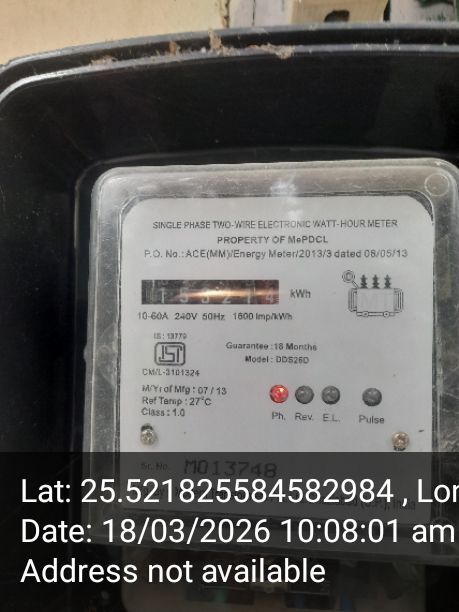 SINGLE PHASE TWO-WIRE ELECTRONIC WATT-HOUR METER
PROPERTY OF MePDCL
P.O. No.: ACE(MM)/Energy Meter/2013/3 dated 08/05/13
kWh
10-60A 240V 50Hz 1600 imp/kWh
IS : 13779
CM/L-3101324
Guarantee : 18 Months
Model : DDS26D
M/Yr of Mfg : 07 / 13
Ref Temp : 27°C
Class : 1.0
Ph. Rev. E.L. Pulse
Sr. No. M013748
Lat: 25.521825584582984 , Lon
Date: 18/03/2026 10:08:01 am
Address not available